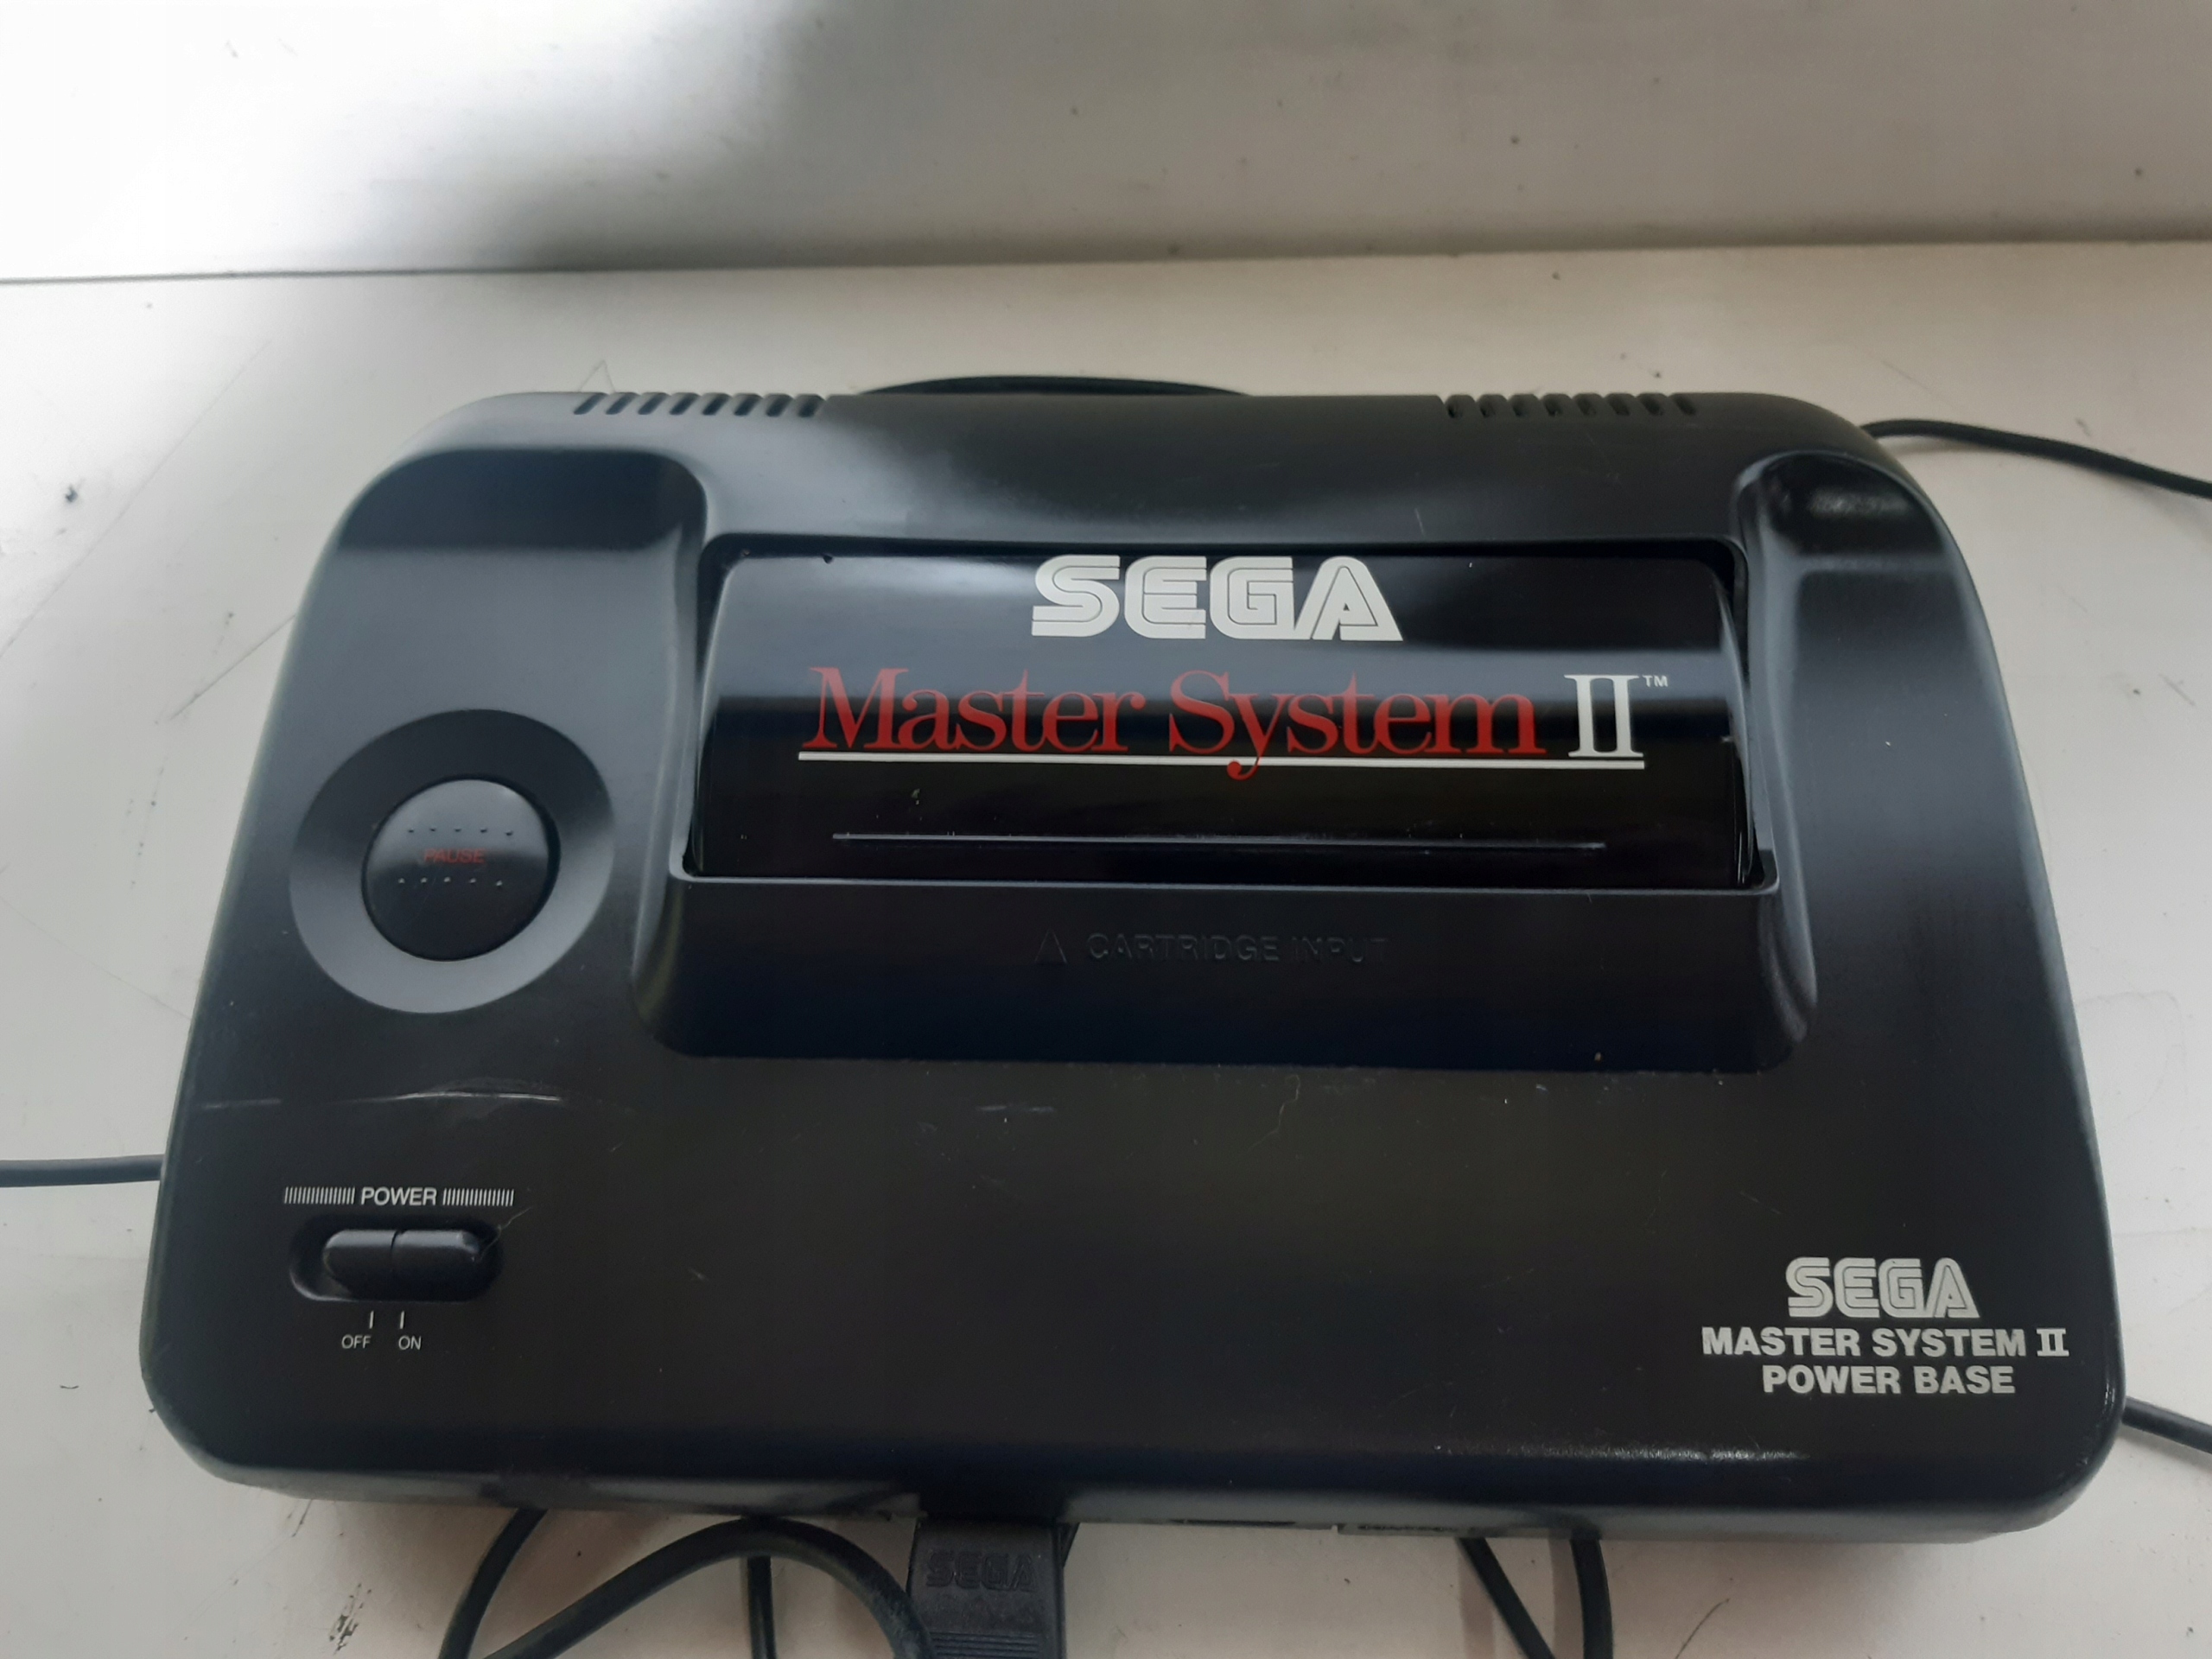 SEGA
Master System II™
PAUSE
CARTRIDGE INPUT
POWER
OFF ON
SEGA
MASTER SYSTEM II
POWER BASE
SEGA